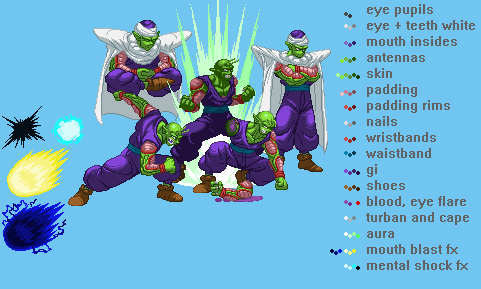 eye pupils
eye + teeth white
mouth insides
antennas
skin
padding
padding rims
nails
wristbands
waistband
gi
shoes
blood, eye flare
turban and cape
aura
mouth blast fx
mental shock fx